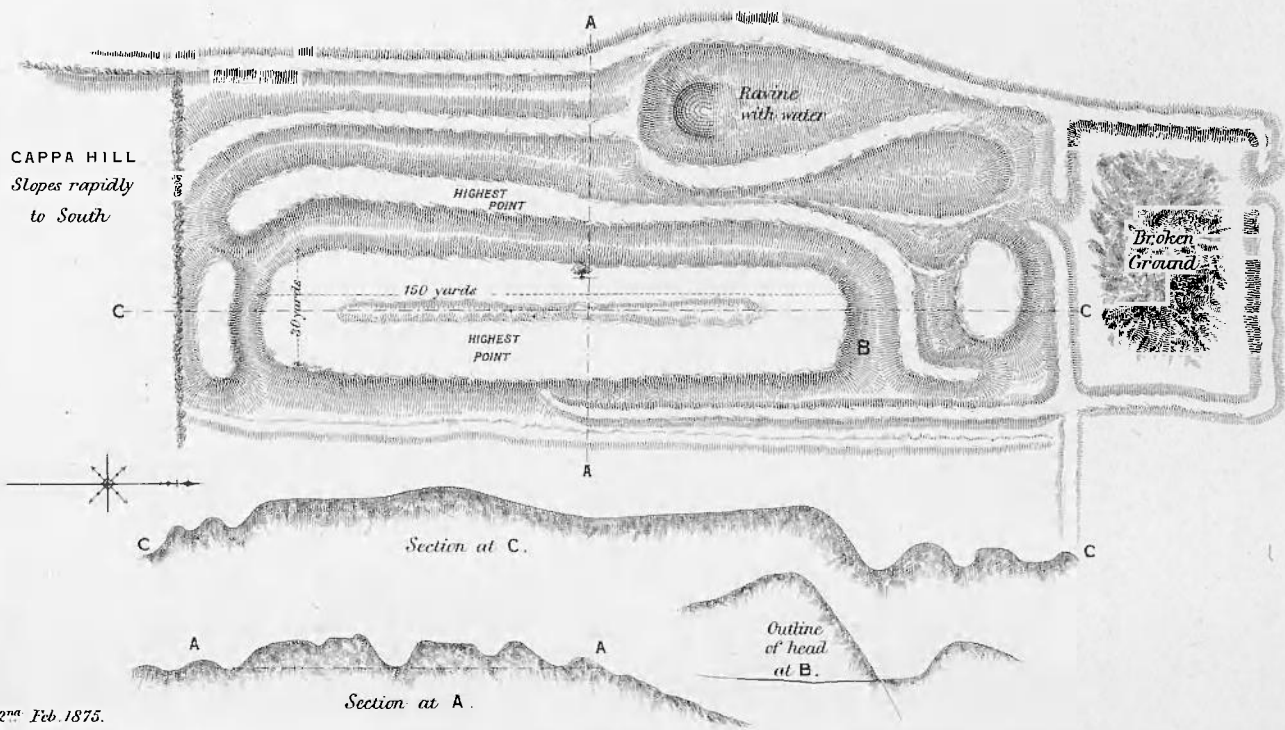 A
Ravine
with water
CAPPA HILL
Slopes rapidly
to South
HIGHEST
POINT
Broken
Ground
150 yards
30 yards
C
C
HIGHEST
POINT
B
A
C
Section at C.
C
Outline
of head
at B.
A
A
Section at A.
2nd Feb. 1875.